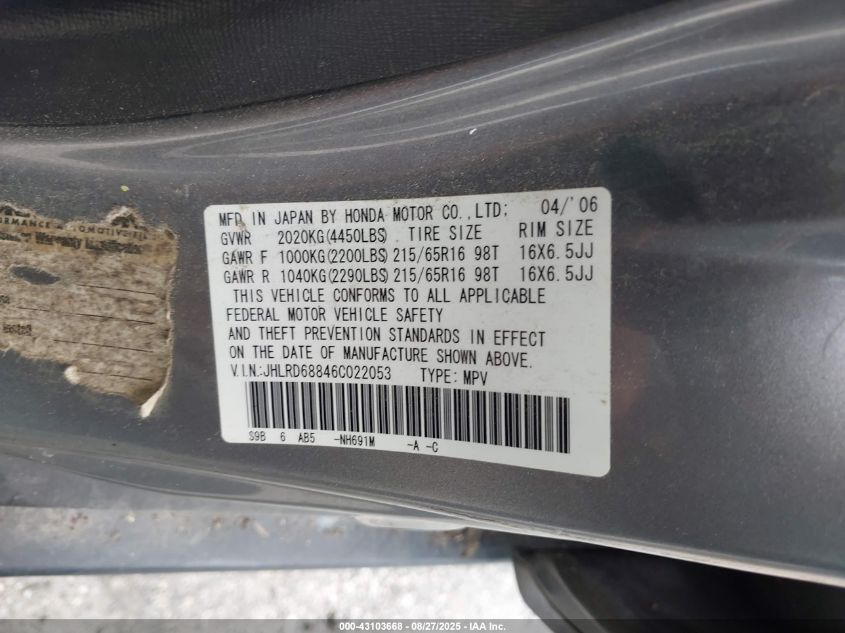 MFD. IN JAPAN BY HONDA MOTOR CO., LTD; 04/'06
GVWR 2020KG(4450LBS) TIRE SIZE RIM SIZE
GAWR F 1000KG(2200LBS) 215/65R16 98T 16X6.5JJ
GAWR R 1040KG(2290LBS) 215/65R16 98T 16X6.5JJ
THIS VEHICLE CONFORMS TO ALL APPLICABLE
FEDERAL MOTOR VEHICLE SAFETY
AND THEFT PREVENTION STANDARDS IN EFFECT
ON THE DATE OF MANUFACTURE SHOWN ABOVE.
V.I.N.:JHLRD68846C022053 TYPE: MPV
S9B 6 AB5 -NH691M -A -C
000-43103668 - 08/27/2025 - IAA Inc.